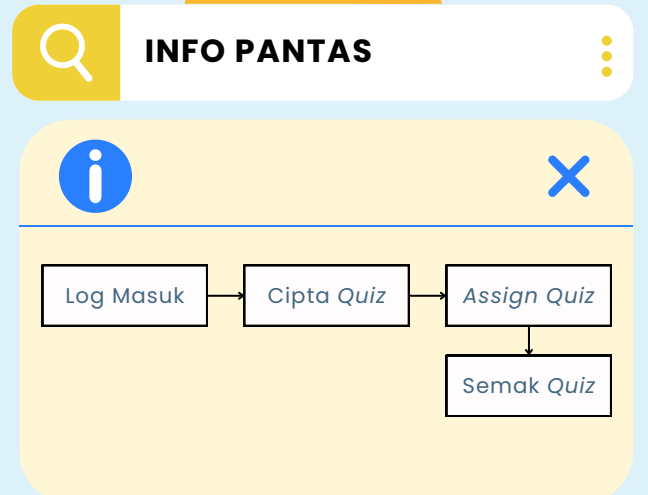 INFO PANTAS
Log Masuk
Cipta Quiz
Assign Quiz
Semak Quiz